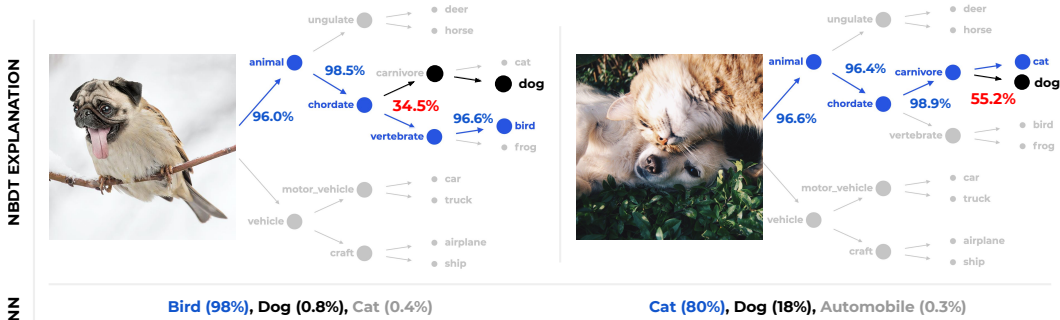 NBDT EXPLANATION
ungulate
deer
horse
animal
98.5%
carnivore
cat
dog
96.0%
chordate
34.5%
vertebrate
96.6%
bird
frog
motor_vehicle
car
truck
vehicle
craft
airplane
ship
ungulate
deer
horse
animal
96.4%
carnivore
cat
dog
96.6%
chordate
98.9%
55.2%
vertebrate
bird
frog
motor_vehicle
car
truck
vehicle
craft
airplane
ship
NN
Bird (98%), Dog (0.8%), Cat (0.4%)
Cat (80%), Dog (18%), Automobile (0.3%)